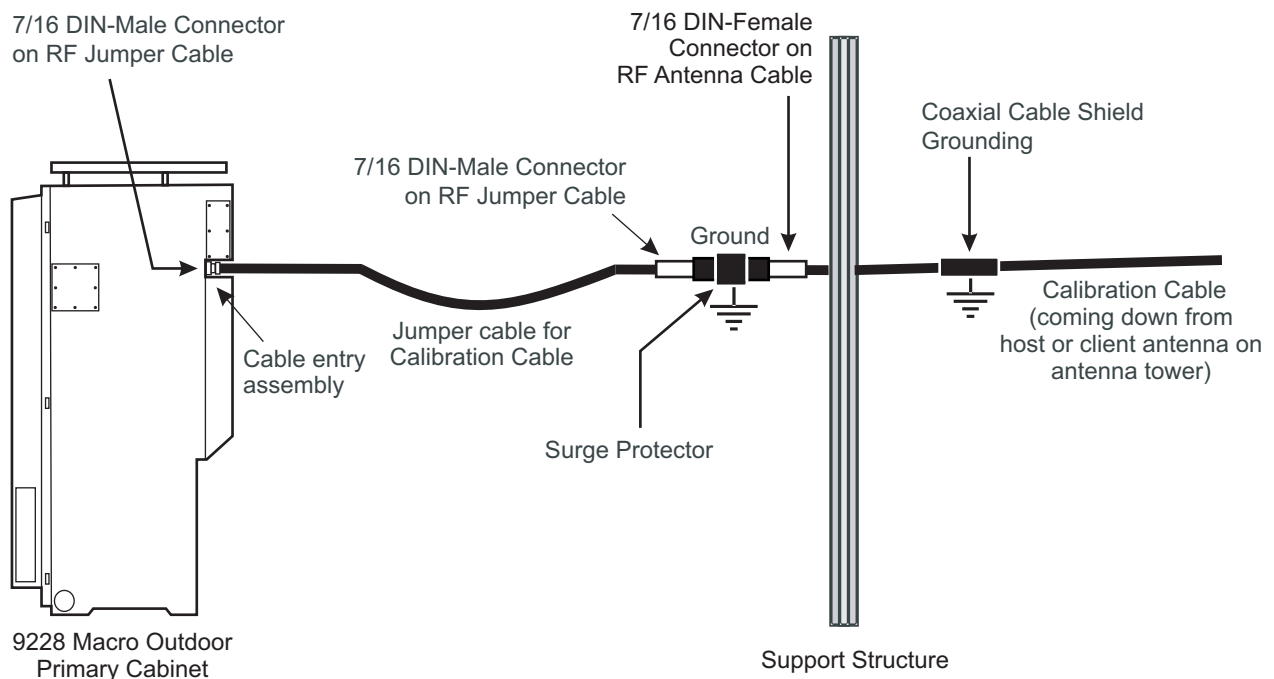 7/16 DIN-Male Connector
on RF Jumper Cable
7/16 DIN-Female
Connector on
RF Antenna Cable
Coaxial Cable Shield
Grounding
7/16 DIN-Male Connector
on RF Jumper Cable
Ground
Jumper cable for
Calibration Cable
Cable entry
assembly
Calibration Cable
(coming down from
host or client antenna on
antenna tower)
Surge Protector
9228 Macro Outdoor
Primary Cabinet
Support Structure